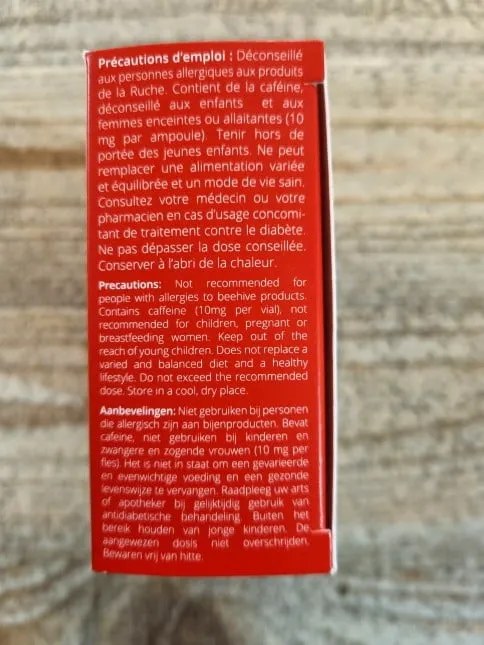 Précautions d'emploi : Déconseillé
aux personnes allergiques aux produits
de la Ruche. Contient de la caféine,
déconseillé aux enfants et aux
femmes enceintes ou allaitantes (10
mg par ampoule). Tenir hors de
portée des jeunes enfants. Ne peut
remplacer une alimentation variée
et équilibrée et un mode de vie sain.
Consultez votre médecin ou votre
pharmacien en cas d'usage concomi-
tant de traitement contre le diabète.
Ne pas dépasser la dose conseillée.
Conserver à l'abri de la chaleur.
Precautions: Not recommended for
people with allergies to beehive products.
Contains caffeine (10mg per vial), not
recommended for children, pregnant or
breastfeeding women. Keep out of the
reach of young children. Does not replace a
varied and balanced diet and a healthy
lifestyle. Do not exceed the recommended
dose. Store in a cool, dry place.
Aanbevelingen: Niet gebruiken bij personen
die allergisch zijn aan bijenproducten. Bevat
cafeine, niet gebruiken bij kinderen en
zwangere en zogende vrouwen (10 mg per
fles). Het is niet in staat om een gevarieerde
en evenwichtige voeding en een gezonde
levenswijze te vervangen. Raadpleeg uw arts
of apotheker bij gelijktijdig gebruik van
antidiabetische behandeling. Buiten het
bereik houden van jonge kinderen. De
aangewezen dosis niet overschrijden.
Bewaren vrij van hitte.